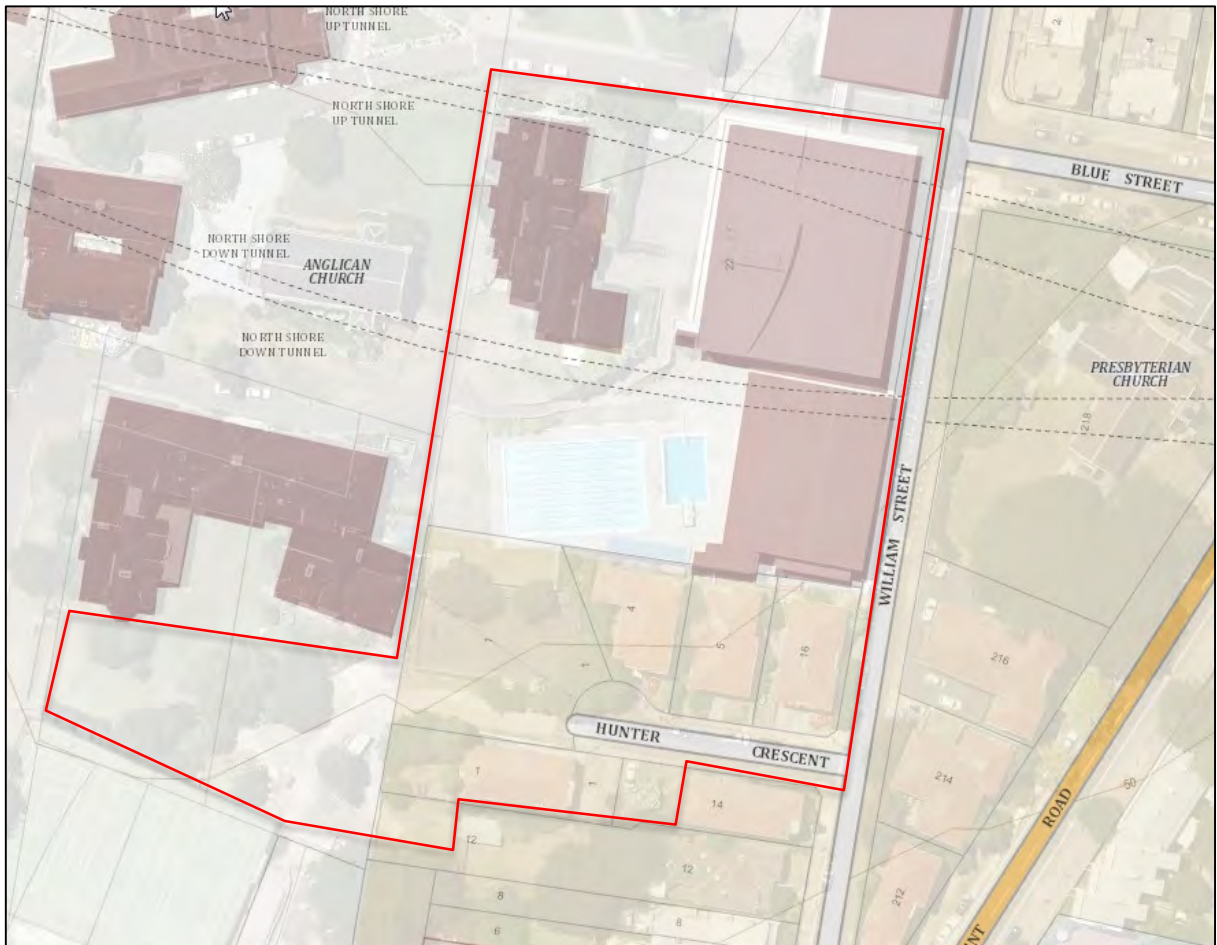 NORTH SHORE
UP TUNNEL
NORTH SHORE
UP TUNNEL
2
4
BLUE STREET
NORTH SHORE
DOWN TUNNEL
ANGLICAN
CHURCH
22
NORTH SHORE
DOWN TUNNEL
PRESBYTERIAN
CHURCH
218
WILLIAM STREET
4
5
16
1
1
216
HUNTER CRESCENT
1
1
14
214
50
ROAD
12
12
8
8
6
212
NT